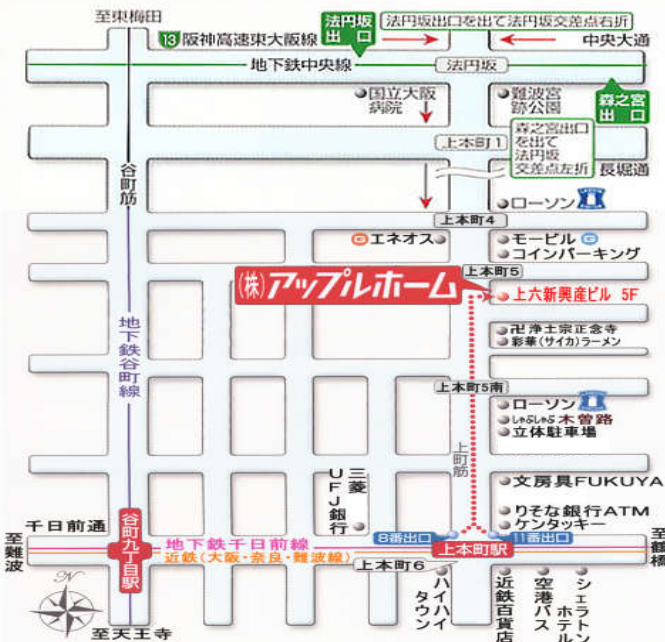 至東梅田
13 阪神高速東大阪線
法円坂
出口
法円坂出口を出て法円坂交差点右折
中央大通
地下鉄中央線
法円坂
国立大阪
病院
難波宮
跡公園
森之宮
出口
上本町1
森之宮出口
を出て
法円坂
交差点左折
長堀通
谷町筋
ローソン
上本町4
エネオス
モービル
コインパーキング
上本町5
(株)アップルホーム
上六新興産ビル 5F
卍浄土宗正念寺
彩華(サイカ)ラーメン
地下鉄谷町線
上本町5南
ローソン
しゃぶしゃぶ木曽路
立体駐車場
上町筋
文房具FUKUYA
三菱
UFJ銀行
りそな銀行ATM
ケンタッキー
千日前通
8番出口
11番出口
至難波
谷町九丁目駅
地下鉄千日前線
近鉄(大阪・奈良・難波線)
上本町駅
至鶴橋
上本町6
N
ハイハイ
タウン
近鉄百貨店
空港バス
シェラトン
ホテル
至天王寺